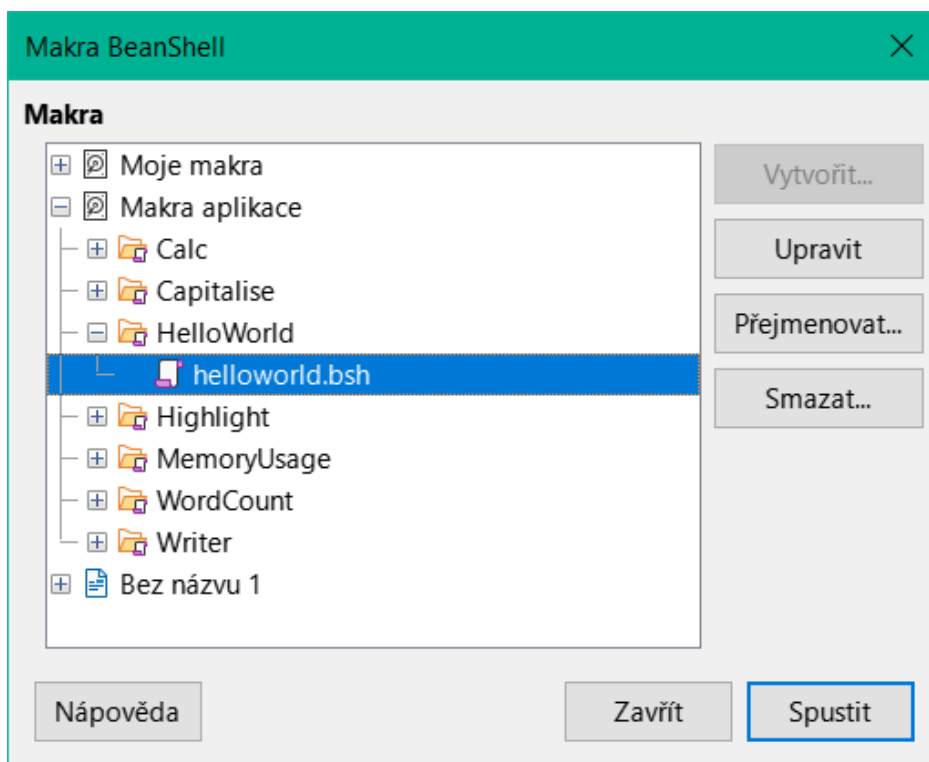 Makra BeanShell
Makra
Moje makra
Vytvořit...
Makra aplikace
Calc
Upravit
Capitalise
HelloWorld
Přejmenovat...
helloworld.bsh
Smazat...
Highlight
MemoryUsage
WordCount
Writer
Bez názvu 1
Nápověda
Zavřít
Spustit